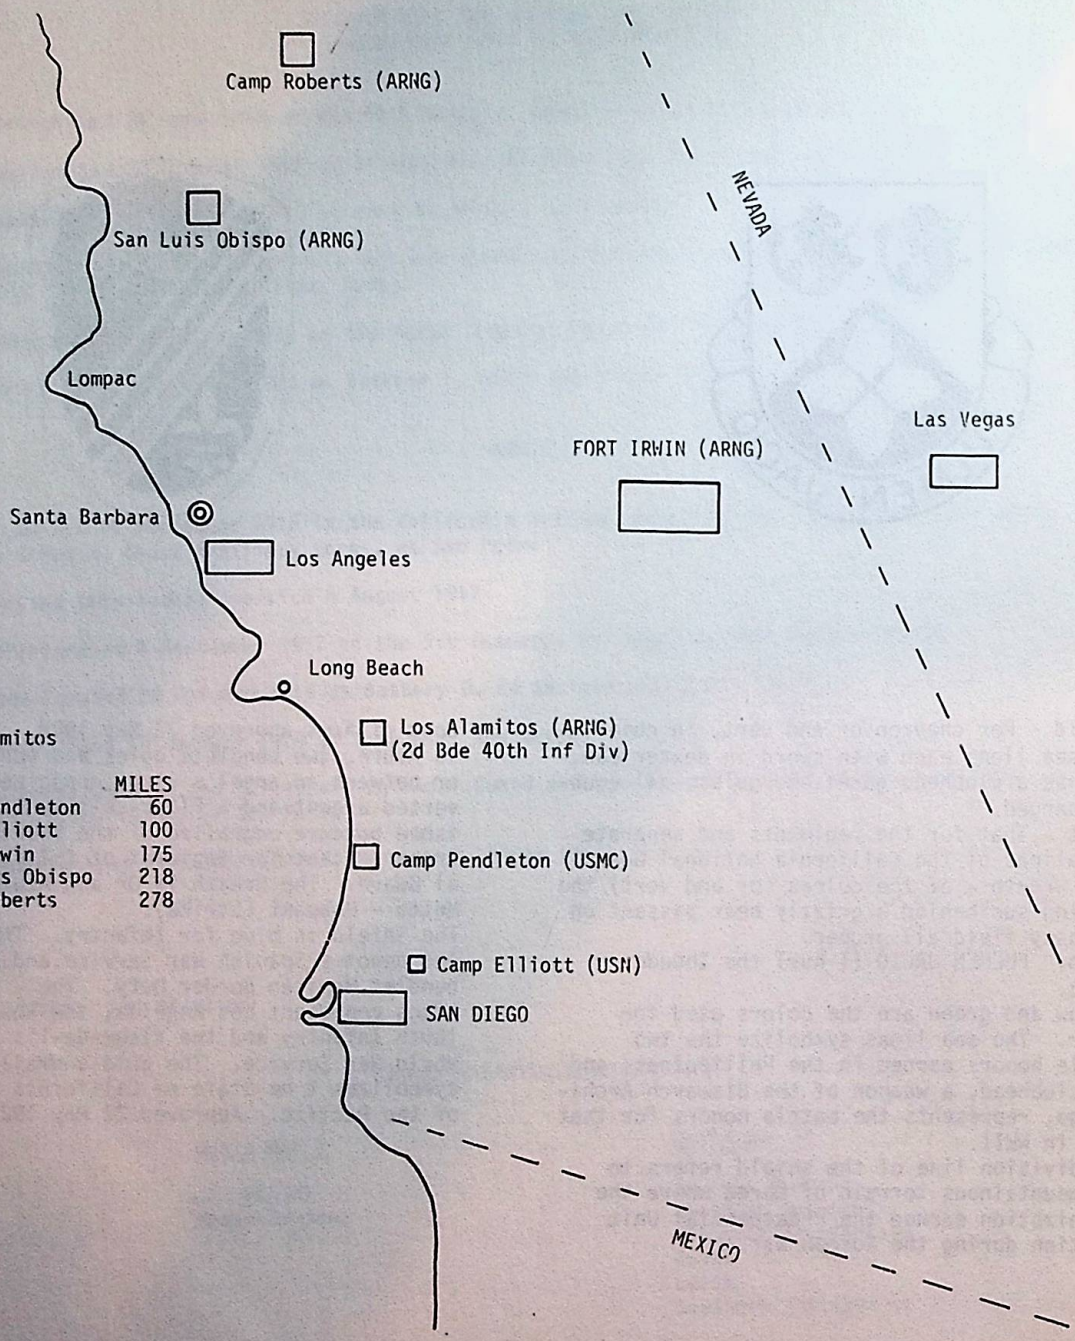 Camp Roberts (ARNG)
NEVADA
San Luis Obispo (ARNG)
Lompac
Las Vegas
FORT IRWIN (ARNG)
Santa Barbara
Los Angeles
Long Beach
Los Alamitos (ARNG)
(2d Bde 40th Inf Div)
mitos
MILES
ndleton 60
lliott 100
win 175
s Obispo 218
berts 278
Camp Pendleton (USMC)
Camp Elliott (USN)
SAN DIEGO
MEXICO